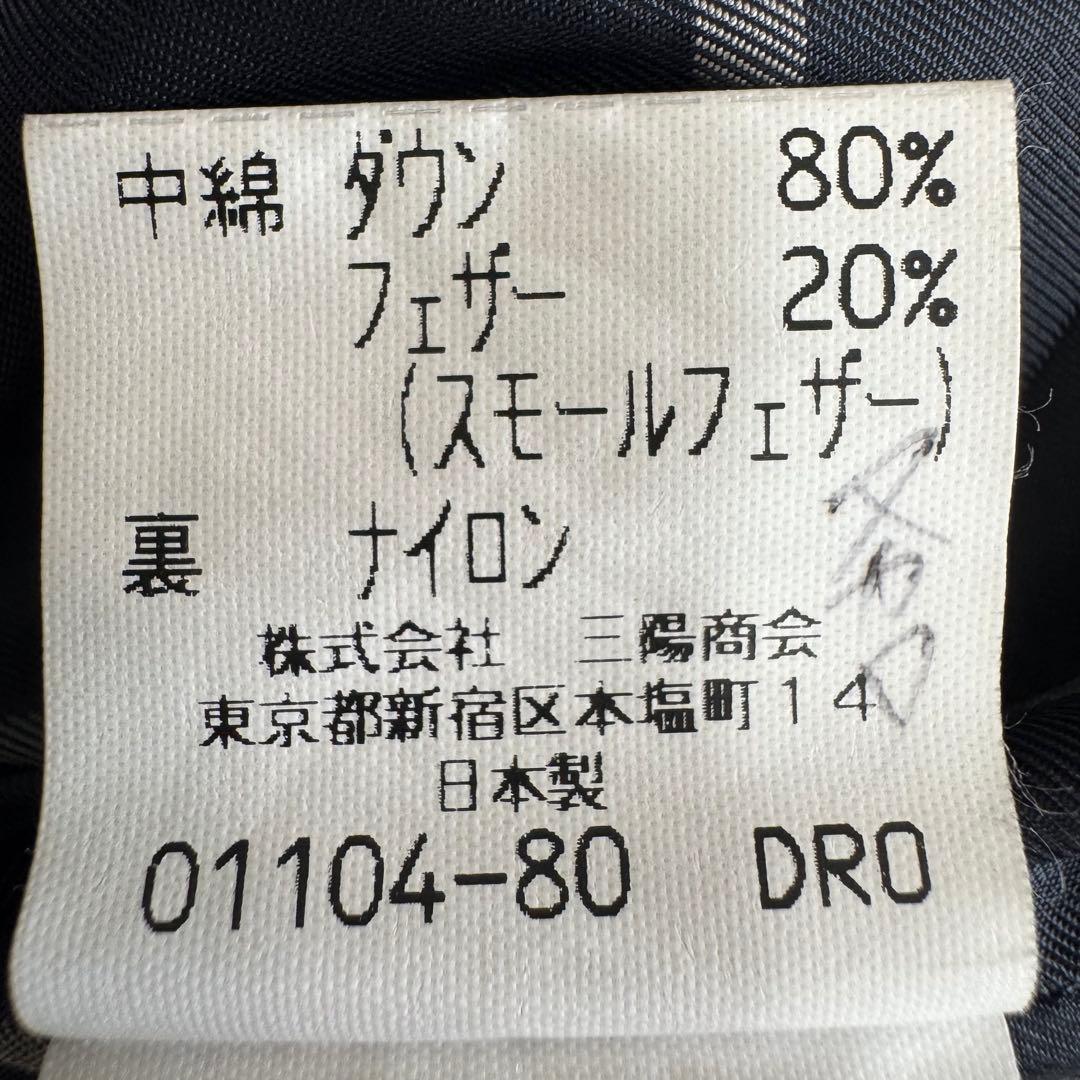 中綿 ダウン 80%
フェザー 20%
(スモールフェザー)
裏 ナイロン
株式会社 三陽商会
東京都新宿区本塩町14
日本製
01104-80 DRO